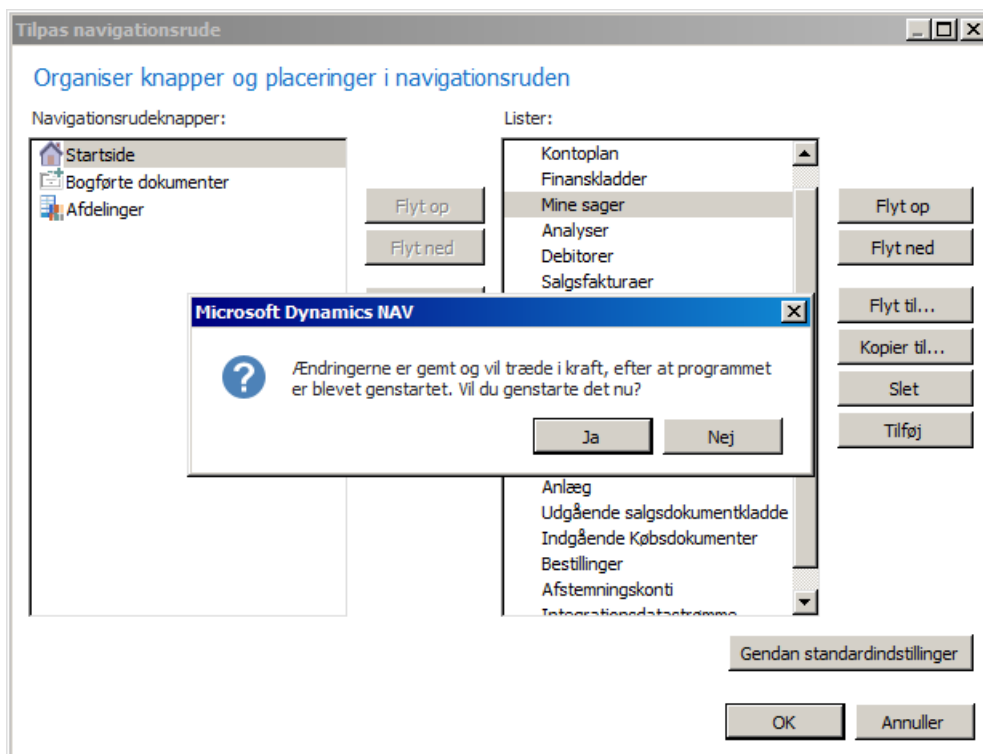 Tilpas navigationsrude
Organiser knapper og placeringer i navigationsruden
Navigationsrudeknapper:
Startside
Bogførte dokumenter
Afdelinger
Flyt op
Flyt ned
Lister:
Kontoplan
Finanskladder
Mine sager
Analyser
Debitorer
Salgsfakturaer
Flyt op
Flyt ned
Flyt til...
Kopier til...
Slet
Tilføj
Microsoft Dynamics NAV
Ændringerne er gemt og vil træde i kraft, efter at programmet
er blevet genstartet. Vil du genstarte det nu?
Ja
Nej
Anlæg
Udgående salgsdokumentkladde
Indgående Købsdokumenter
Bestillinger
Afstemningskonti
Integrationsdatastrømme
Gendan standardindstillinger
OK
Annuller